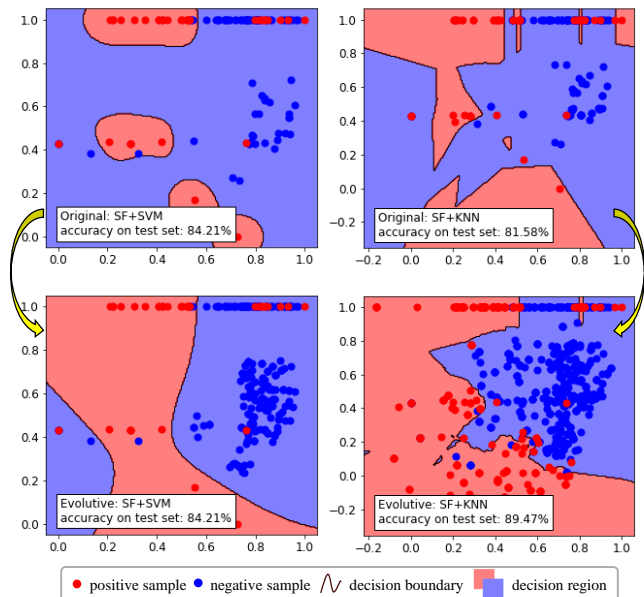 1.0
0.8
0.6
0.4
0.2
0.0
Original: SF+SVM
accuracy on test set: 84.21%
0.0 0.2 0.4 0.6 0.8 1.0
1.0
0.8
0.6
0.4
0.2
0.0
−0.2
Original: SF+KNN
accuracy on test set: 81.58%
−0.2 0.0 0.2 0.4 0.6 0.8 1.0
1.0
0.8
0.6
0.4
0.2
0.0
Evolutive: SF+SVM
accuracy on test set: 84.21%
0.0 0.2 0.4 0.6 0.8 1.0
1.0
0.8
0.6
0.4
0.2
0.0
−0.2
Evolutive: SF+KNN
accuracy on test set: 89.47%
−0.2 0.0 0.2 0.4 0.6 0.8 1.0
positive sample negative sample decision boundary decision region